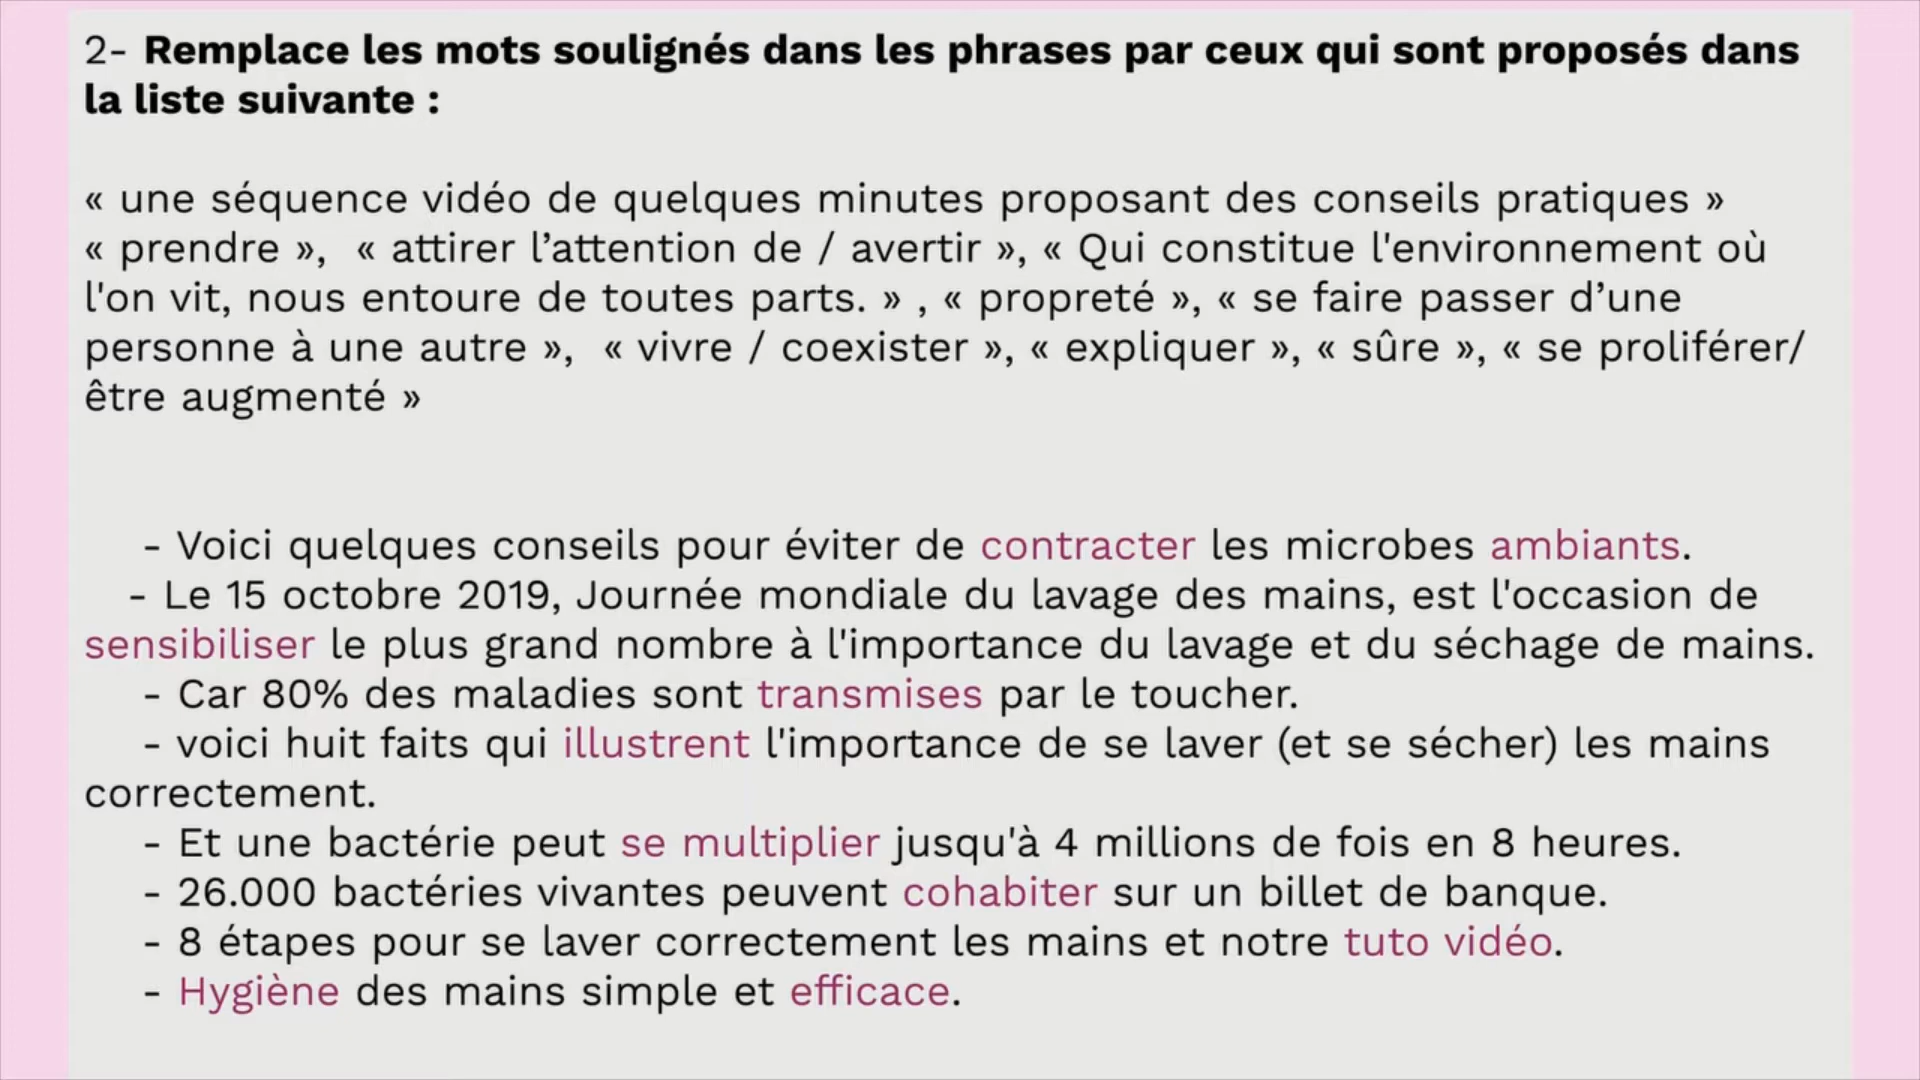 2- Remplace les mots soulignés dans les phrases par ceux qui sont proposés dans
la liste suivante :
« une séquence vidéo de quelques minutes proposant des conseils pratiques »
« prendre », « attirer l’attention de / avertir », « Qui constitue l'environnement où
l'on vit, nous entoure de toutes parts. » , « propreté », « se faire passer d’une
personne à une autre », « vivre / coexister », « expliquer », « sûre », « se proliférer/
être augmenté »
- Voici quelques conseils pour éviter de contracter les microbes ambiants.
- Le 15 octobre 2019, Journée mondiale du lavage des mains, est l'occasion de
sensibiliser le plus grand nombre à l'importance du lavage et du séchage de mains.
- Car 80% des maladies sont transmises par le toucher.
- voici huit faits qui illustrent l'importance de se laver (et se sécher) les mains
correctement.
- Et une bactérie peut se multiplier jusqu'à 4 millions de fois en 8 heures.
- 26.000 bactéries vivantes peuvent cohabiter sur un billet de banque.
- 8 étapes pour se laver correctement les mains et notre tuto vidéo.
- Hygiène des mains simple et efficace.